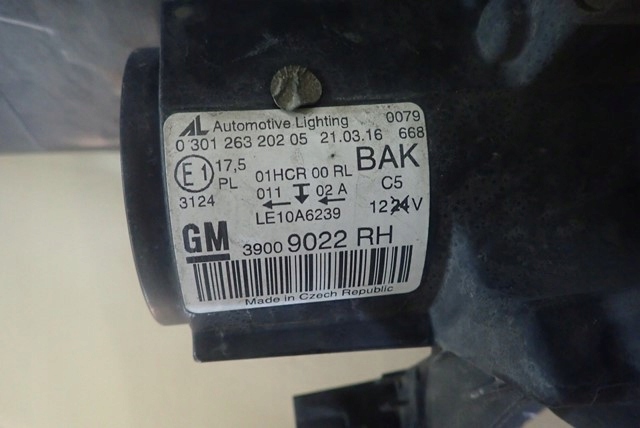 AL Automotive Lighting 0079
0 301 263 202 05 21.03.16 668
E1 17,5 01HCR 00 RL BAK
PL 011 02 A C5
3124 LE10A6239 12 24 V
GM 3900 9022 RH
Made in Czech Republic